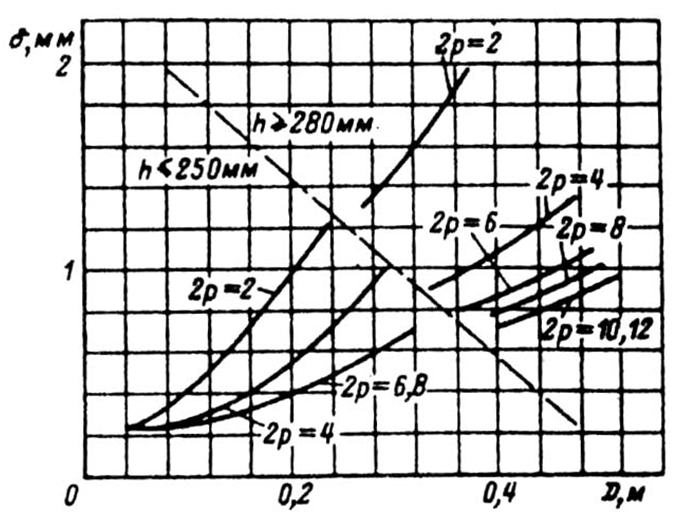 δ, мм
2p=2
2
h⩾280мм
h⩽250мм
2p=4
2p=6
2p=8
1
2p=2
2p=10,12
2p=6,8
2p=4
0
0,2
0,4
D, м